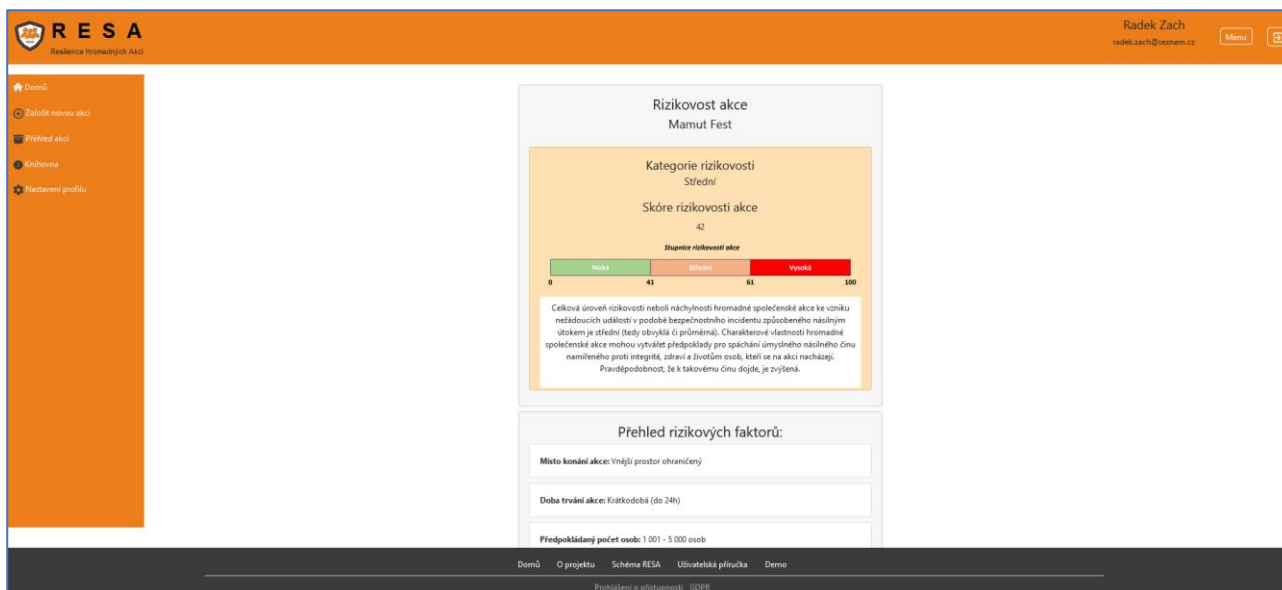 RESA
Resilience Hromadných Akcí
Radek Zach
radek.zach@seznam.cz
Menu
Domů
Založit novou akci
Přehled akcí
Knihovna
Nastavení profilu
Rizikovost akce
Mamut Fest
Kategorie rizikovosti
Střední
Skóre rizikovosti akce
42
Stupnice rizikovosti akce
Nízká Střední Vysoká
0 41 61 100
Celková úroveň rizikovosti neboli náchylnosti hromadné společenské akce ke vzniku
nežádoucích událostí v podobě bezpečnostního incidentu způsobeného násilným
útokem je střední (tedy obvyklá či průměrná). Charakterové vlastnosti hromadné
společenské akce mohou vytvářet předpoklady pro spáchání úmyslného násilného činu
namířeného proti integritě, zdraví a životům osob, kteří se na akci nacházejí.
Pravděpodobnost, že k takovému činu dojde, je zvýšená.
Přehled rizikových faktorů:
Místo konání akce: Vnější prostor ohraničený
Doba trvání akce: Krátkodobá (do 24h)
Předpokládaný počet osob: 1 001 - 5 000 osob
Domů O projektu Schéma RESA Uživatelská příručka Demo
Prohlášení o přístupnosti GDPR